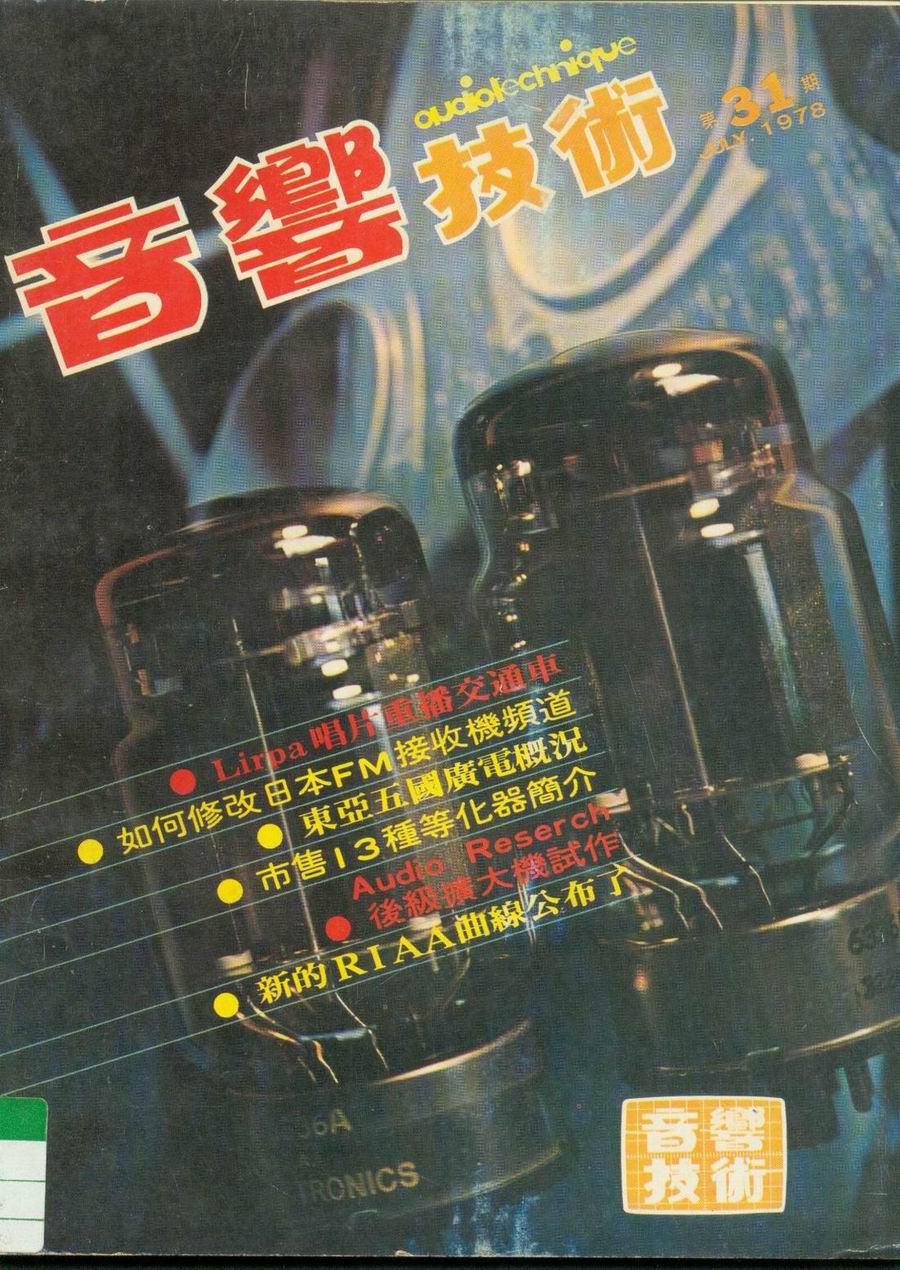 audiotechnique
音響技術
第31期
JULY. 1978
Lirpa唱片重播交通車
如何修改日本FM接收機頻道
東亞五國廣電概況
市售13種等化器簡介
Audio Reserch
後級擴大機試作
新的RIAA曲線公布了
6A
TRONICS
音響
技術